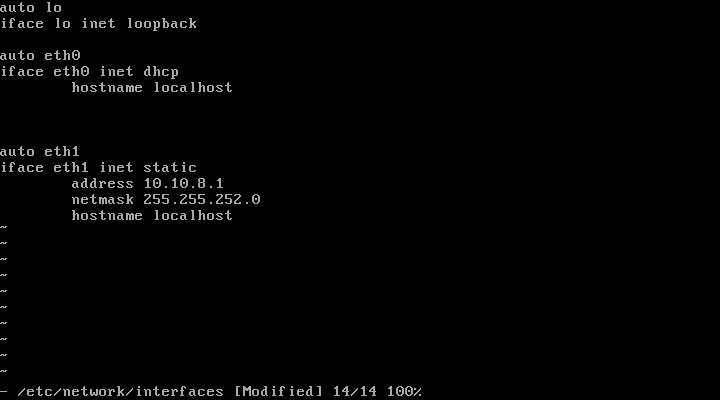 auto lo
iface lo inet loopback
auto eth0
iface eth0 inet dhcp
        hostname localhost
auto eth1
iface eth1 inet static
        address 10.10.8.1
        netmask 255.255.252.0
        hostname localhost
~
~
~
~
~
~
~
~
~
~
- /etc/network/interfaces [Modified] 14/14 100%